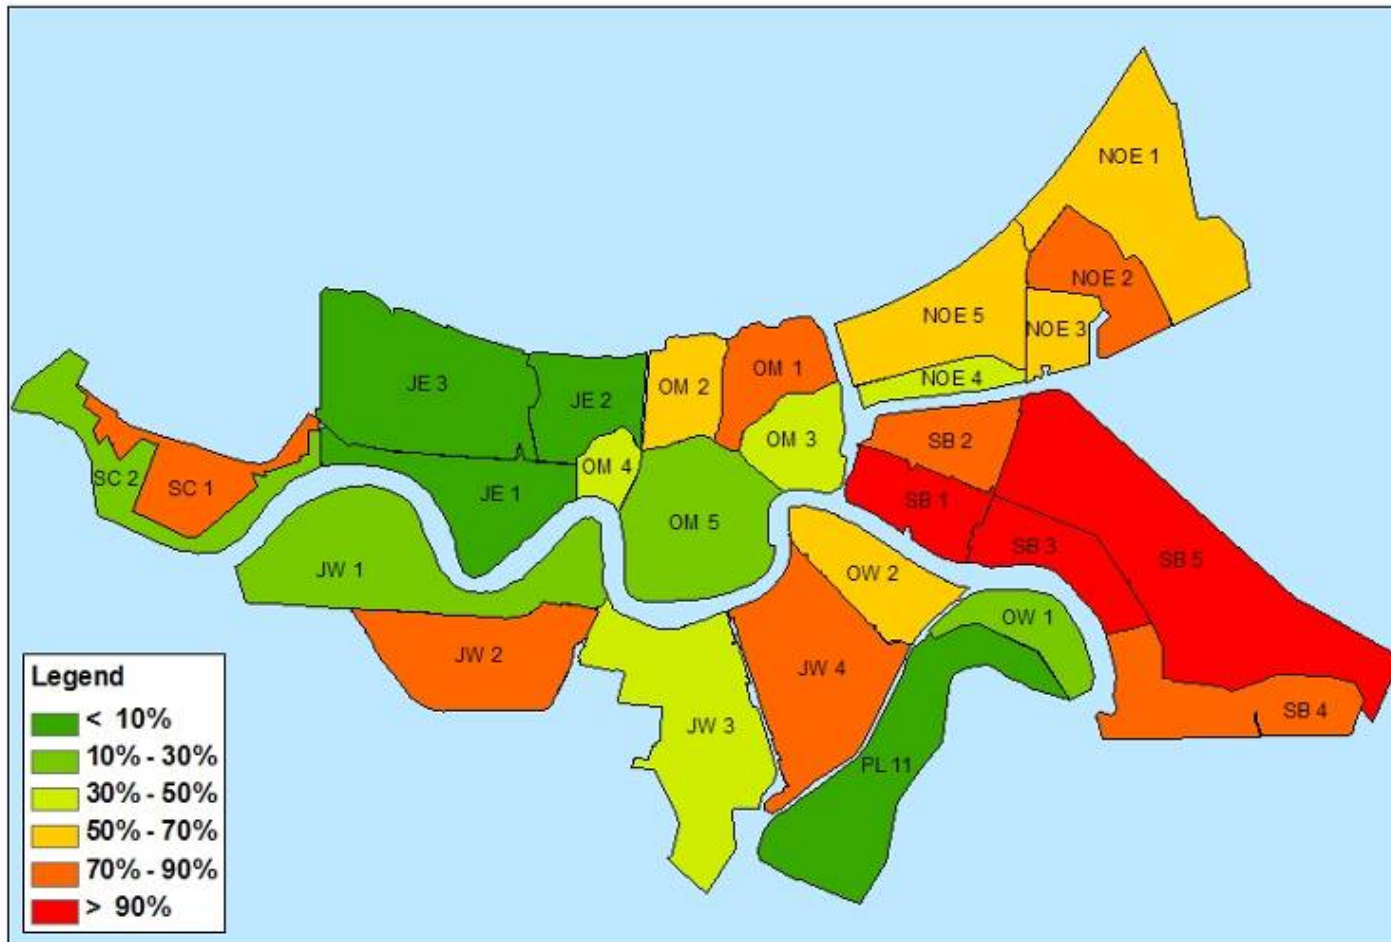 NOE 1
NOE 2
NOE 5
NOE 3
OM 1
NOE 4
JE 3
OM 2
JE 2
OM 3
SB 2
OM 4
SC 2
SC 1
JE 1
SB 1
OM 5
SB 3
SB 5
JW 1
OW 2
OW 1
JW 2
JW 4
SB 4
JW 3
PL 11
Legend
< 10%
10% - 30%
30% - 50%
50% - 70%
70% - 90%
> 90%